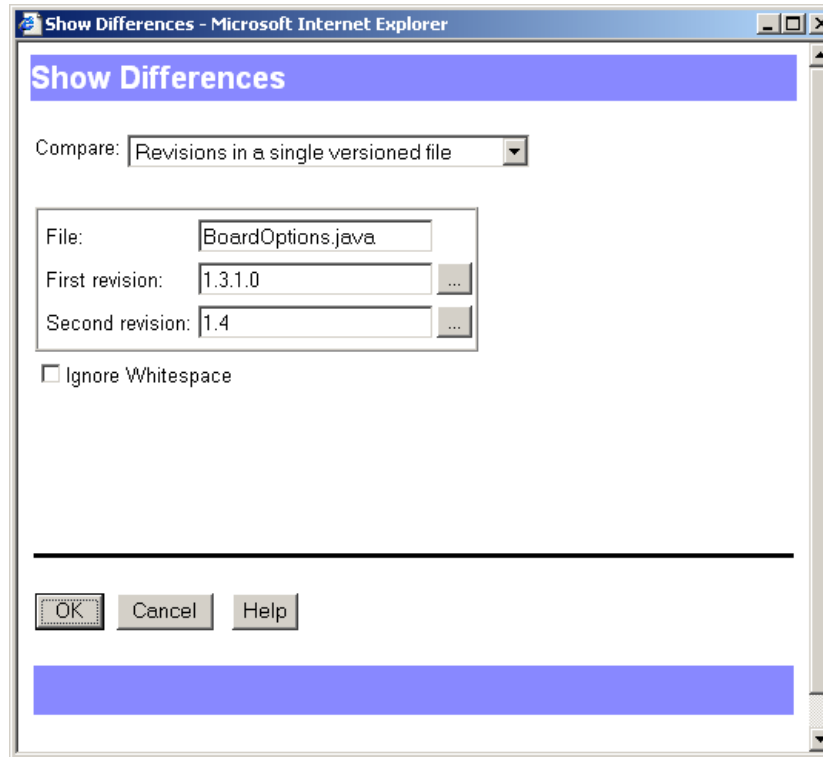 Show Differences - Microsoft Internet Explorer
Show Differences
Compare: Revisions in a single versioned file
File: BoardOptions.java
First revision: 1.3.1.0 ...
Second revision: 1.4 ...
Ignore Whitespace
OK Cancel Help